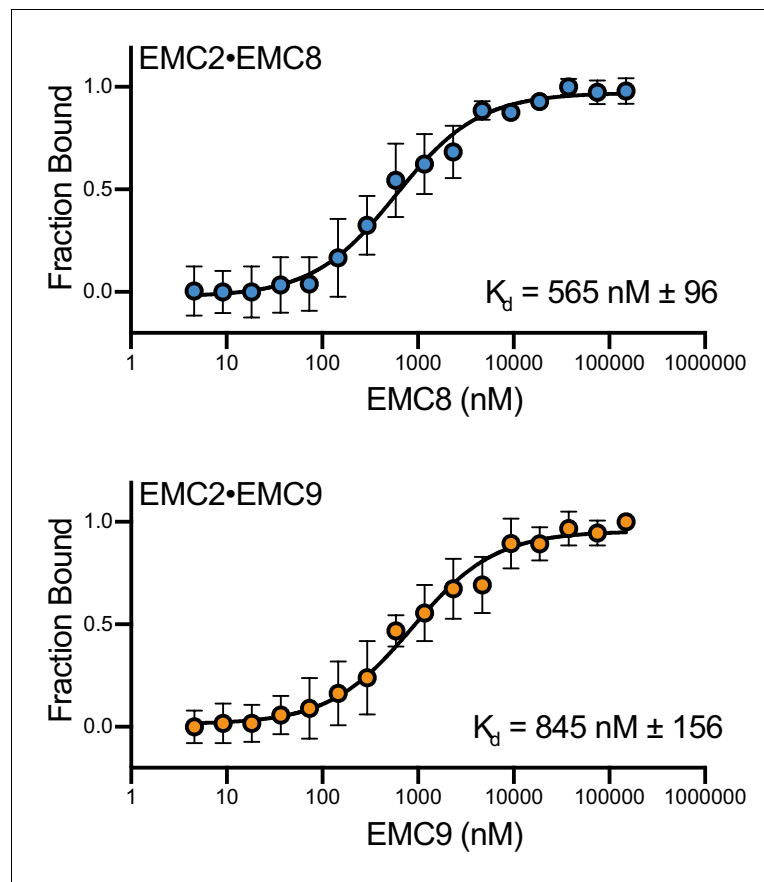 EMC2•EMC8
Fraction Bound
1.0
0.5
0.0
K_d = 565 nM ± 96
1 10 100 1000 10000 100000 1000000
EMC8 (nM)
EMC2•EMC9
Fraction Bound
1.0
0.5
0.0
K_d = 845 nM ± 156
1 10 100 1000 10000 100000 1000000
EMC9 (nM)